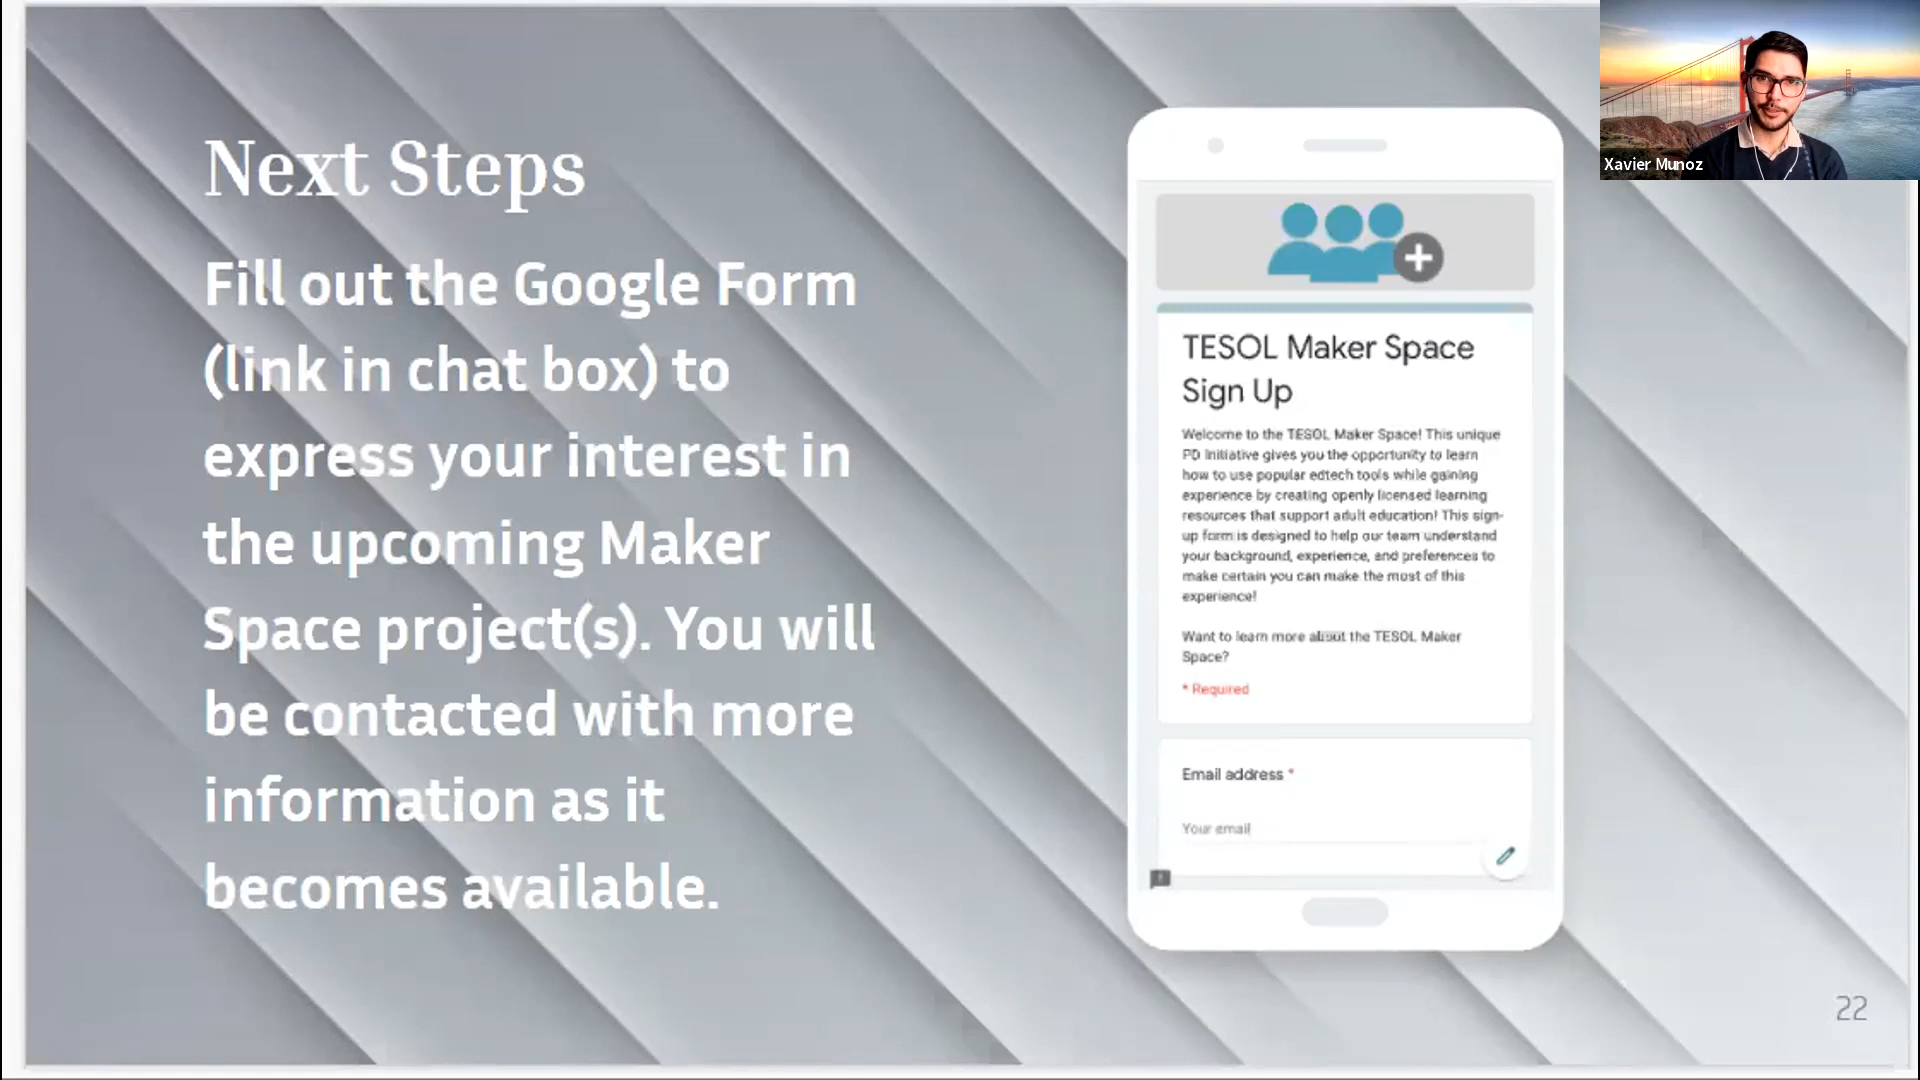 Next Steps
Fill out the Google Form
(link in chat box) to
express your interest in
the upcoming Maker
Space project(s). You will
be contacted with more
information as it
becomes available.
TESOL Maker Space
Sign Up
Welcome to the TESOL Maker Space! This unique
PD Initiative gives you the opportunity to learn
how to use popular edtech tools while gaining
experience by creating openly licensed learning
resources that support adult education! This sign-
up form is designed to help our team understand
your background, experience, and preferences to
make certain you can make the most of this
experience!
Want to learn more about the TESOL Maker
Space?
* Required
Email address *
Your email
Xavier Munoz
22